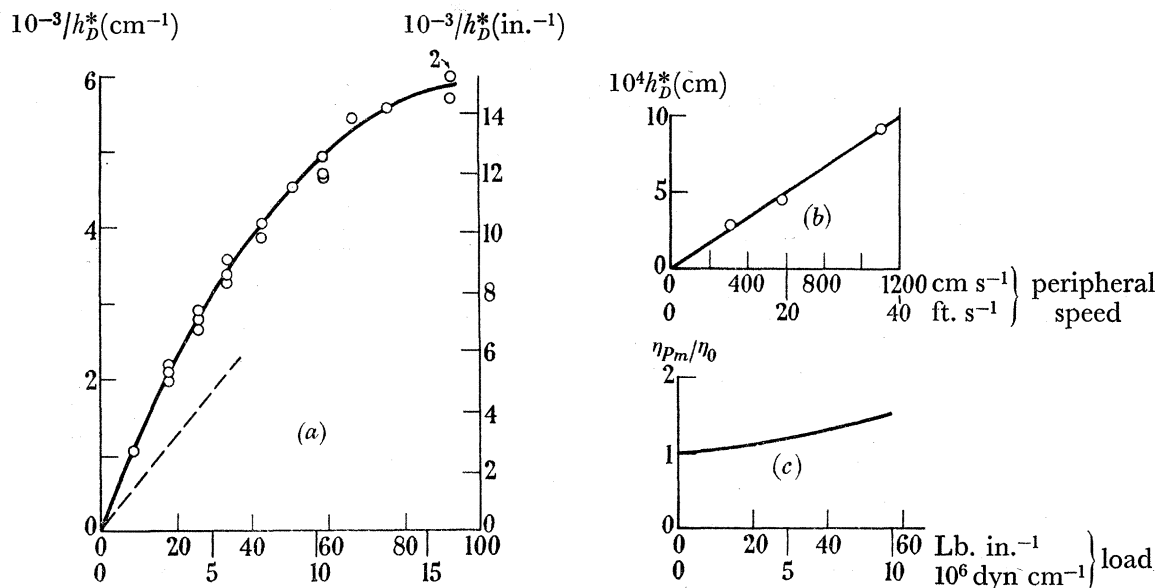 10⁻³/h*_D (cm⁻¹)
10⁻³/h*_D (in.⁻¹)
2
6
4
2
0
14
12
10
8
6
4
2
0
(a)
0 20 40 60 80 100
0 5 10 15
10⁴h*_D (cm)
10
5
0
(b)
0 400 800 1200 cm s⁻¹
0 20 40 ft. s⁻¹
peripheral
speed
η_Pm/η_0
2
1
0
(c)
0 20 40 60 Lb. in.⁻¹
0 5 10 10⁶ dyn cm⁻¹
load